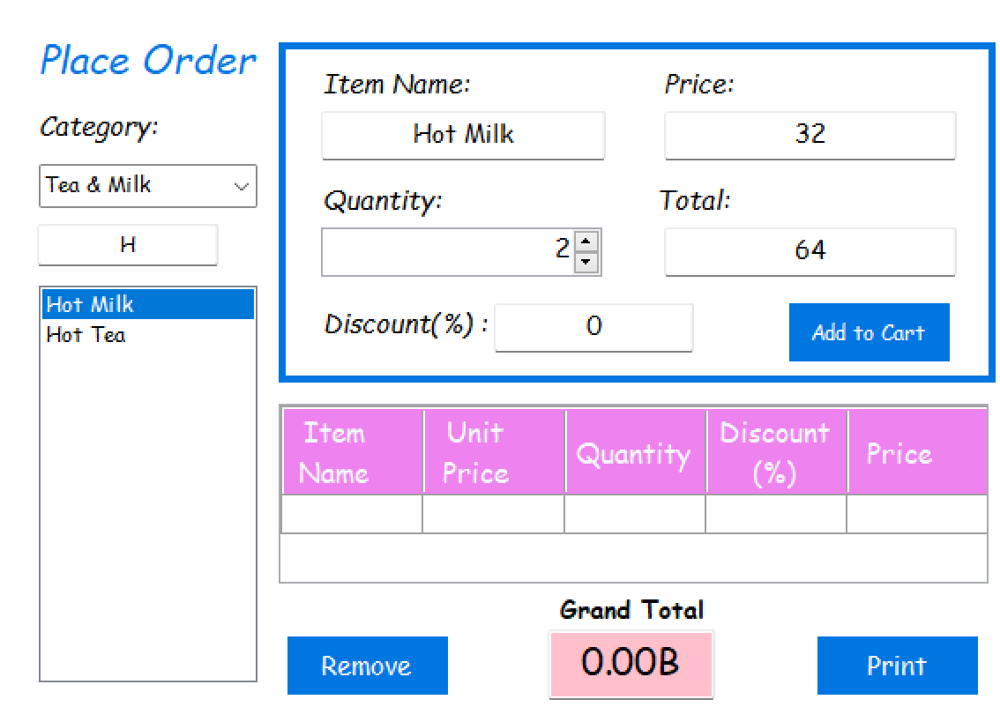 Place Order
Category:
Tea & Milk
H
Hot Milk
Hot Tea
Item Name:
Price:
Hot Milk
32
Quantity:
Total:
2
64
Discount(%) :
0
Add to Cart
Item Name
Unit Price
Quantity
Discount (%)
Price
Grand Total
Remove
0.00B
Print